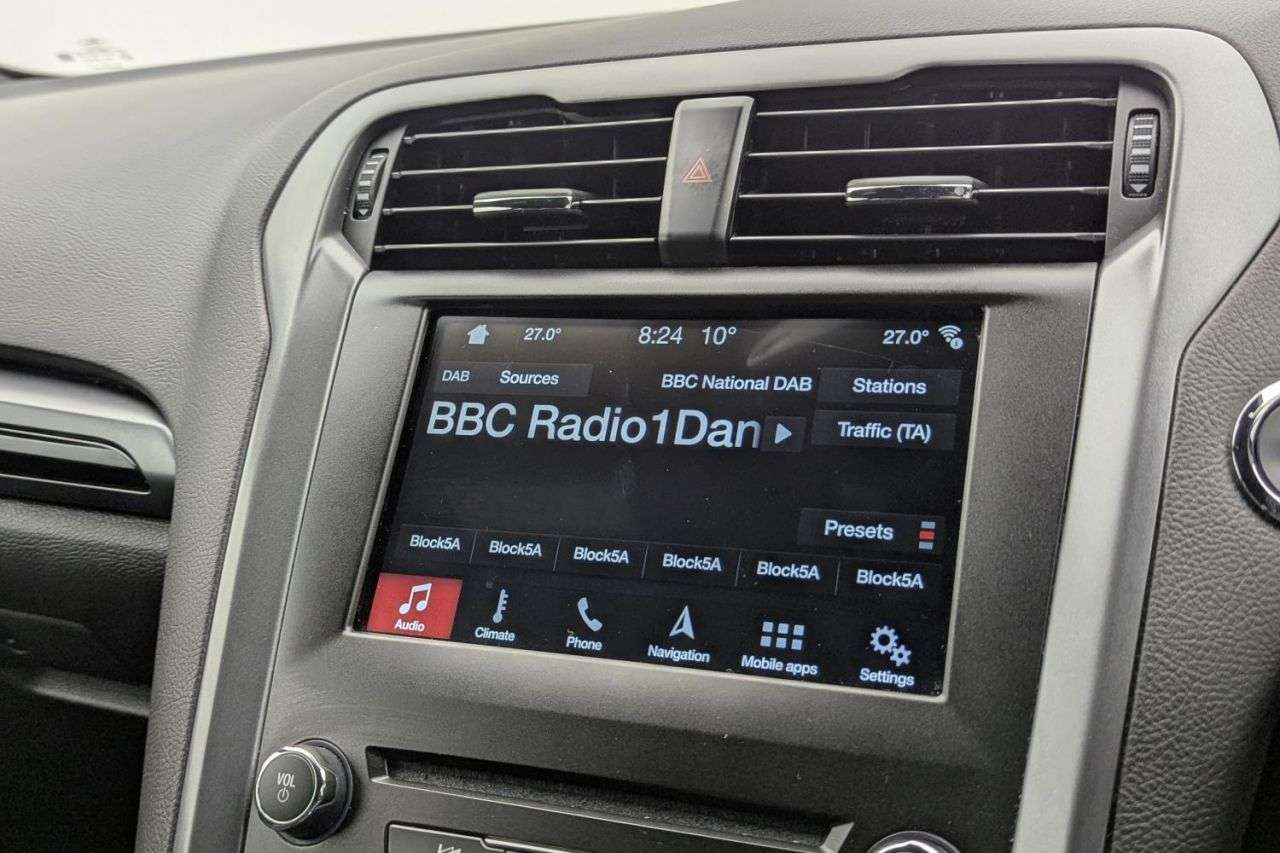 27.0° 8:24 10° 27.0°
DAB Sources BBC National DAB Stations
BBC Radio1Dan Traffic (TA)
Presets
Block5A Block5A Block5A Block5A Block5A Block5A
Audio Climate Phone Navigation Mobile apps Settings
VOL